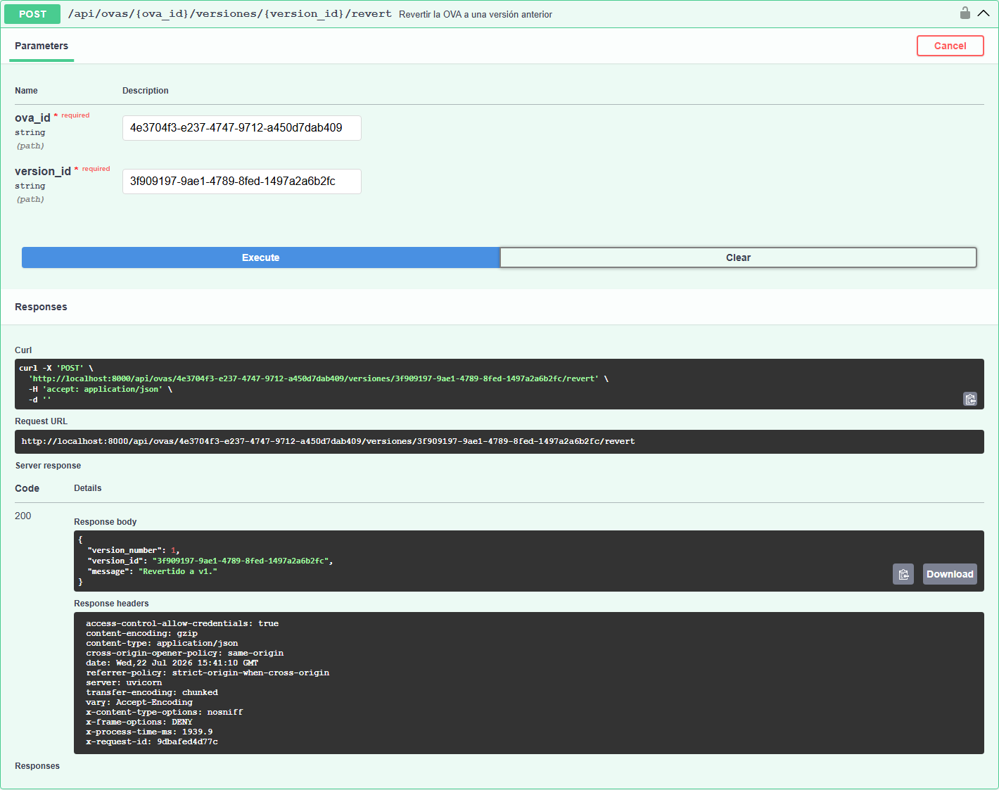 POST /api/ovas/{ova_id}/versiones/{version_id}/revert Revertir la OVA a una versión anterior
Parameters
Cancel
Name Description
ova_id * required
string
(path)
4e3704f3-e237-4747-9712-a450d7dab409
version_id * required
string
(path)
3f909197-9ae1-4789-8fed-1497a2a6b2fc
Execute Clear
Responses
Curl
curl -X 'POST' \
'http://localhost:8000/api/ovas/4e3704f3-e237-4747-9712-a450d7dab409/versiones/3f909197-9ae1-4789-8fed-1497a2a6b2fc/revert' \
-H 'accept: application/json' \
-d ''
Request URL
http://localhost:8000/api/ovas/4e3704f3-e237-4747-9712-a450d7dab409/versiones/3f909197-9ae1-4789-8fed-1497a2a6b2fc/revert
Server response
Code Details
200
Response body
{
"version_number": 1,
"version_id": "3f909197-9ae1-4789-8fed-1497a2a6b2fc",
"message": "Revertido a v1."
}
Download
Response headers
access-control-allow-credentials: true
content-encoding: gzip
content-type: application/json
cross-origin-opener-policy: same-origin
date: Wed,22 Jul 2026 15:41:10 GMT
referrer-policy: strict-origin-when-cross-origin
server: uvicorn
transfer-encoding: chunked
vary: Accept-Encoding
x-content-type-options: nosniff
x-frame-options: DENY
x-process-time-ms: 1939.9
x-request-id: 9dbafed4d77c
Responses